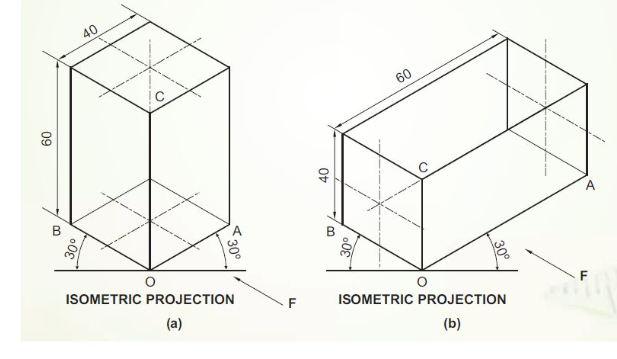 40
C
60
B
A
30°
30°
O
ISOMETRIC PROJECTION
F
(a)
60
40
C
B
A
30°
30°
O
ISOMETRIC PROJECTION
F
(b)